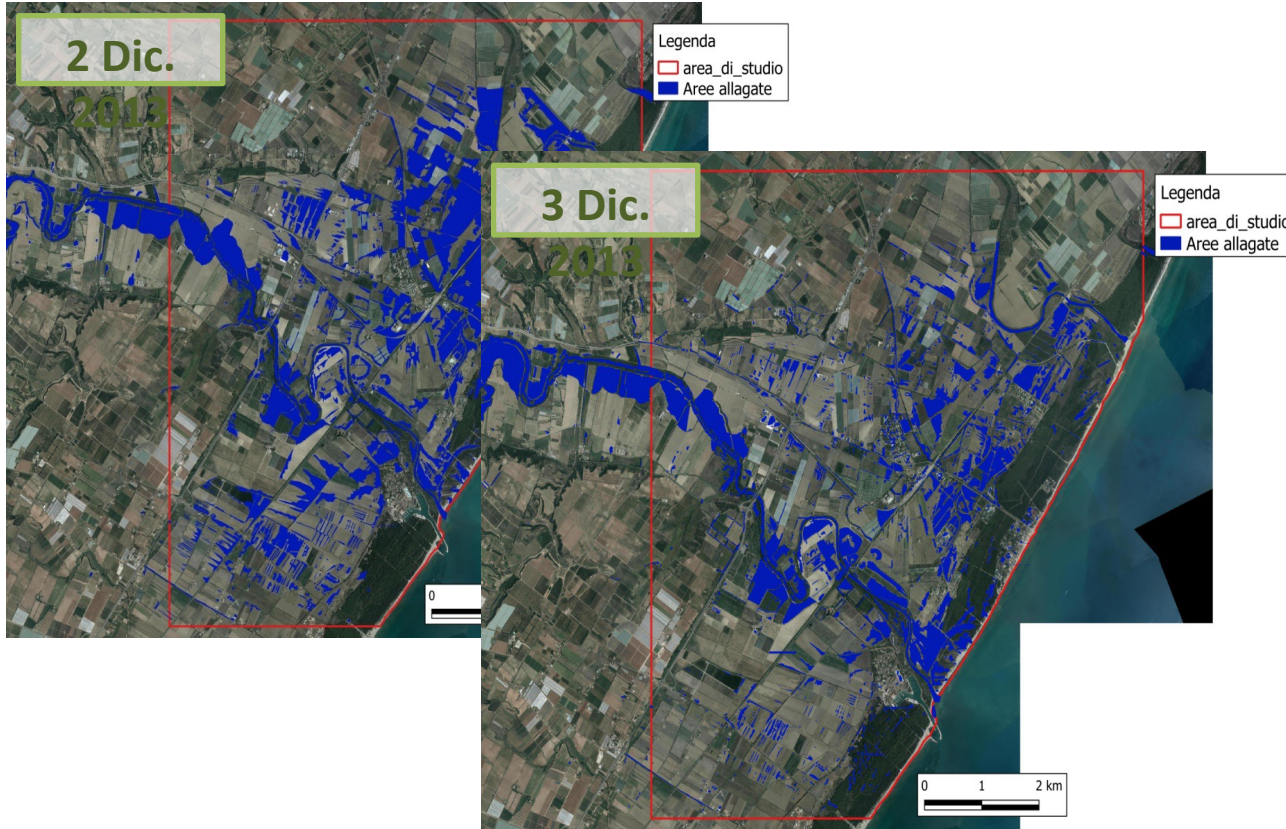 2 Dic.
2013
Legenda
area_di_studio
Aree allagate
0
3 Dic.
2013
Legenda
area_di_studio
Aree allagate
0 1 2 km